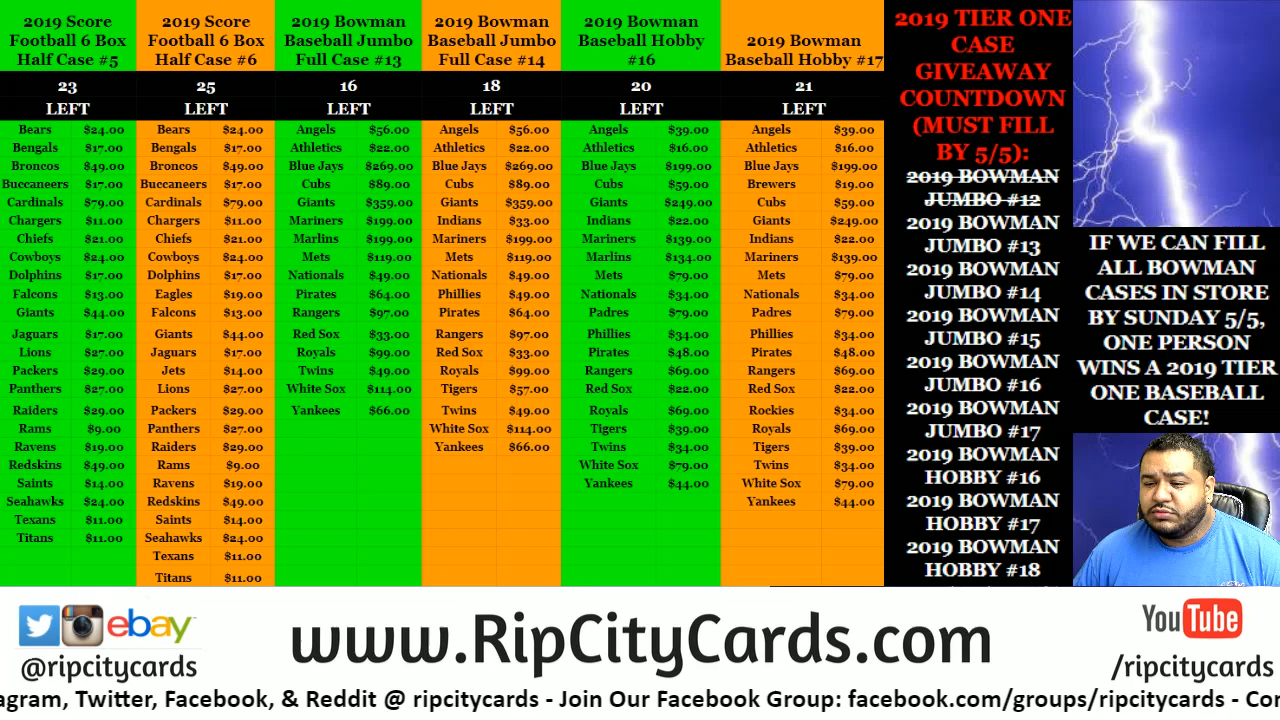 2019 Score
Football 6 Box
Half Case #5
23
LEFT
Bears $24.00
Bengals $17.00
Broncos $49.00
Buccaneers $17.00
Cardinals $79.00
Chargers $11.00
Chiefs $21.00
Cowboys $24.00
Dolphins $17.00
Falcons $13.00
Giants $44.00
Jaguars $17.00
Lions $27.00
Packers $29.00
Panthers $27.00
Raiders $29.00
Rams $9.00
Ravens $19.00
Redskins $49.00
Saints $14.00
Seahawks $24.00
Texans $11.00
Titans $11.00
2019 Score
Football 6 Box
Half Case #6
25
LEFT
Bears $24.00
Bengals $17.00
Broncos $49.00
Buccaneers $17.00
Cardinals $79.00
Chargers $11.00
Chiefs $21.00
Cowboys $24.00
Dolphins $17.00
Eagles $19.00
Falcons $13.00
Giants $44.00
Jaguars $17.00
Jets $14.00
Lions $27.00
Packers $29.00
Panthers $27.00
Raiders $29.00
Rams $9.00
Ravens $19.00
Redskins $49.00
Saints $14.00
Seahawks $24.00
Texans $11.00
Titans $11.00
2019 Bowman
Baseball Jumbo
Full Case #13
16
LEFT
Angels $56.00
Athletics $22.00
Blue Jays $269.00
Cubs $89.00
Giants $359.00
Mariners $199.00
Marlins $199.00
Mets $119.00
Nationals $49.00
Pirates $64.00
Rangers $97.00
Red Sox $33.00
Royals $99.00
Twins $49.00
White Sox $114.00
Yankees $66.00
2019 Bowman
Baseball Jumbo
Full Case #14
18
LEFT
Angels $56.00
Athletics $22.00
Blue Jays $269.00
Cubs $89.00
Giants $359.00
Indians $33.00
Mariners $199.00
Mets $119.00
Nationals $49.00
Phillies $49.00
Pirates $64.00
Rangers $97.00
Red Sox $33.00
Royals $99.00
Tigers $57.00
Twins $49.00
White Sox $114.00
Yankees $66.00
2019 Bowman
Baseball Hobby
#16
20
LEFT
Angels $39.00
Athletics $16.00
Blue Jays $199.00
Cubs $59.00
Giants $249.00
Indians $22.00
Mariners $139.00
Marlins $134.00
Mets $79.00
Nationals $34.00
Padres $79.00
Phillies $34.00
Pirates $48.00
Rangers $69.00
Red Sox $22.00
Royals $69.00
Tigers $39.00
Twins $34.00
White Sox $79.00
Yankees $44.00
2019 Bowman
Baseball Hobby #17
21
LEFT
Angels $39.00
Athletics $16.00
Blue Jays $199.00
Brewers $19.00
Cubs $59.00
Giants $249.00
Indians $22.00
Mariners $139.00
Mets $79.00
Nationals $34.00
Padres $79.00
Phillies $34.00
Pirates $48.00
Rangers $69.00
Red Sox $22.00
Rockies $34.00
Royals $69.00
Tigers $39.00
Twins $34.00
White Sox $79.00
Yankees $44.00
2019 TIER ONE
CASE
GIVEAWAY
COUNTDOWN
(MUST FILL
BY 5/5):
2019 BOWMAN
JUMBO #12
2019 BOWMAN
JUMBO #13
2019 BOWMAN
JUMBO #14
2019 BOWMAN
JUMBO #15
2019 BOWMAN
JUMBO #16
2019 BOWMAN
JUMBO #17
2019 BOWMAN
HOBBY #16
2019 BOWMAN
HOBBY #17
2019 BOWMAN
HOBBY #18
IF WE CAN FILL
ALL BOWMAN
CASES IN STORE
BY SUNDAY 5/5,
ONE PERSON
WINS A 2019 TIER
ONE BASEBALL
CASE!
ebay
@ripcitycards
www.RipCityCards.com
YouTube
/ripcitycards
agram, Twitter, Facebook, & Reddit @ ripcitycards - Join Our Facebook Group: facebook.com/groups/ripcitycards - Con